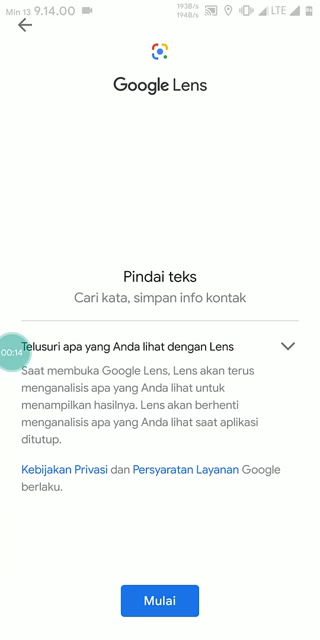 Min 13 9.14.00
193B/s
194B/s
LTE
Google Lens
Pindai teks
Cari kata, simpan info kontak
00:14
Telusuri apa yang Anda lihat dengan Lens
Saat membuka Google Lens, Lens akan terus
menganalisis apa yang Anda lihat untuk
menampilkan hasilnya. Lens akan berhenti
menganalisis apa yang Anda lihat saat aplikasi
ditutup.
Kebijakan Privasi dan Persyaratan Layanan Google
berlaku.
Mulai